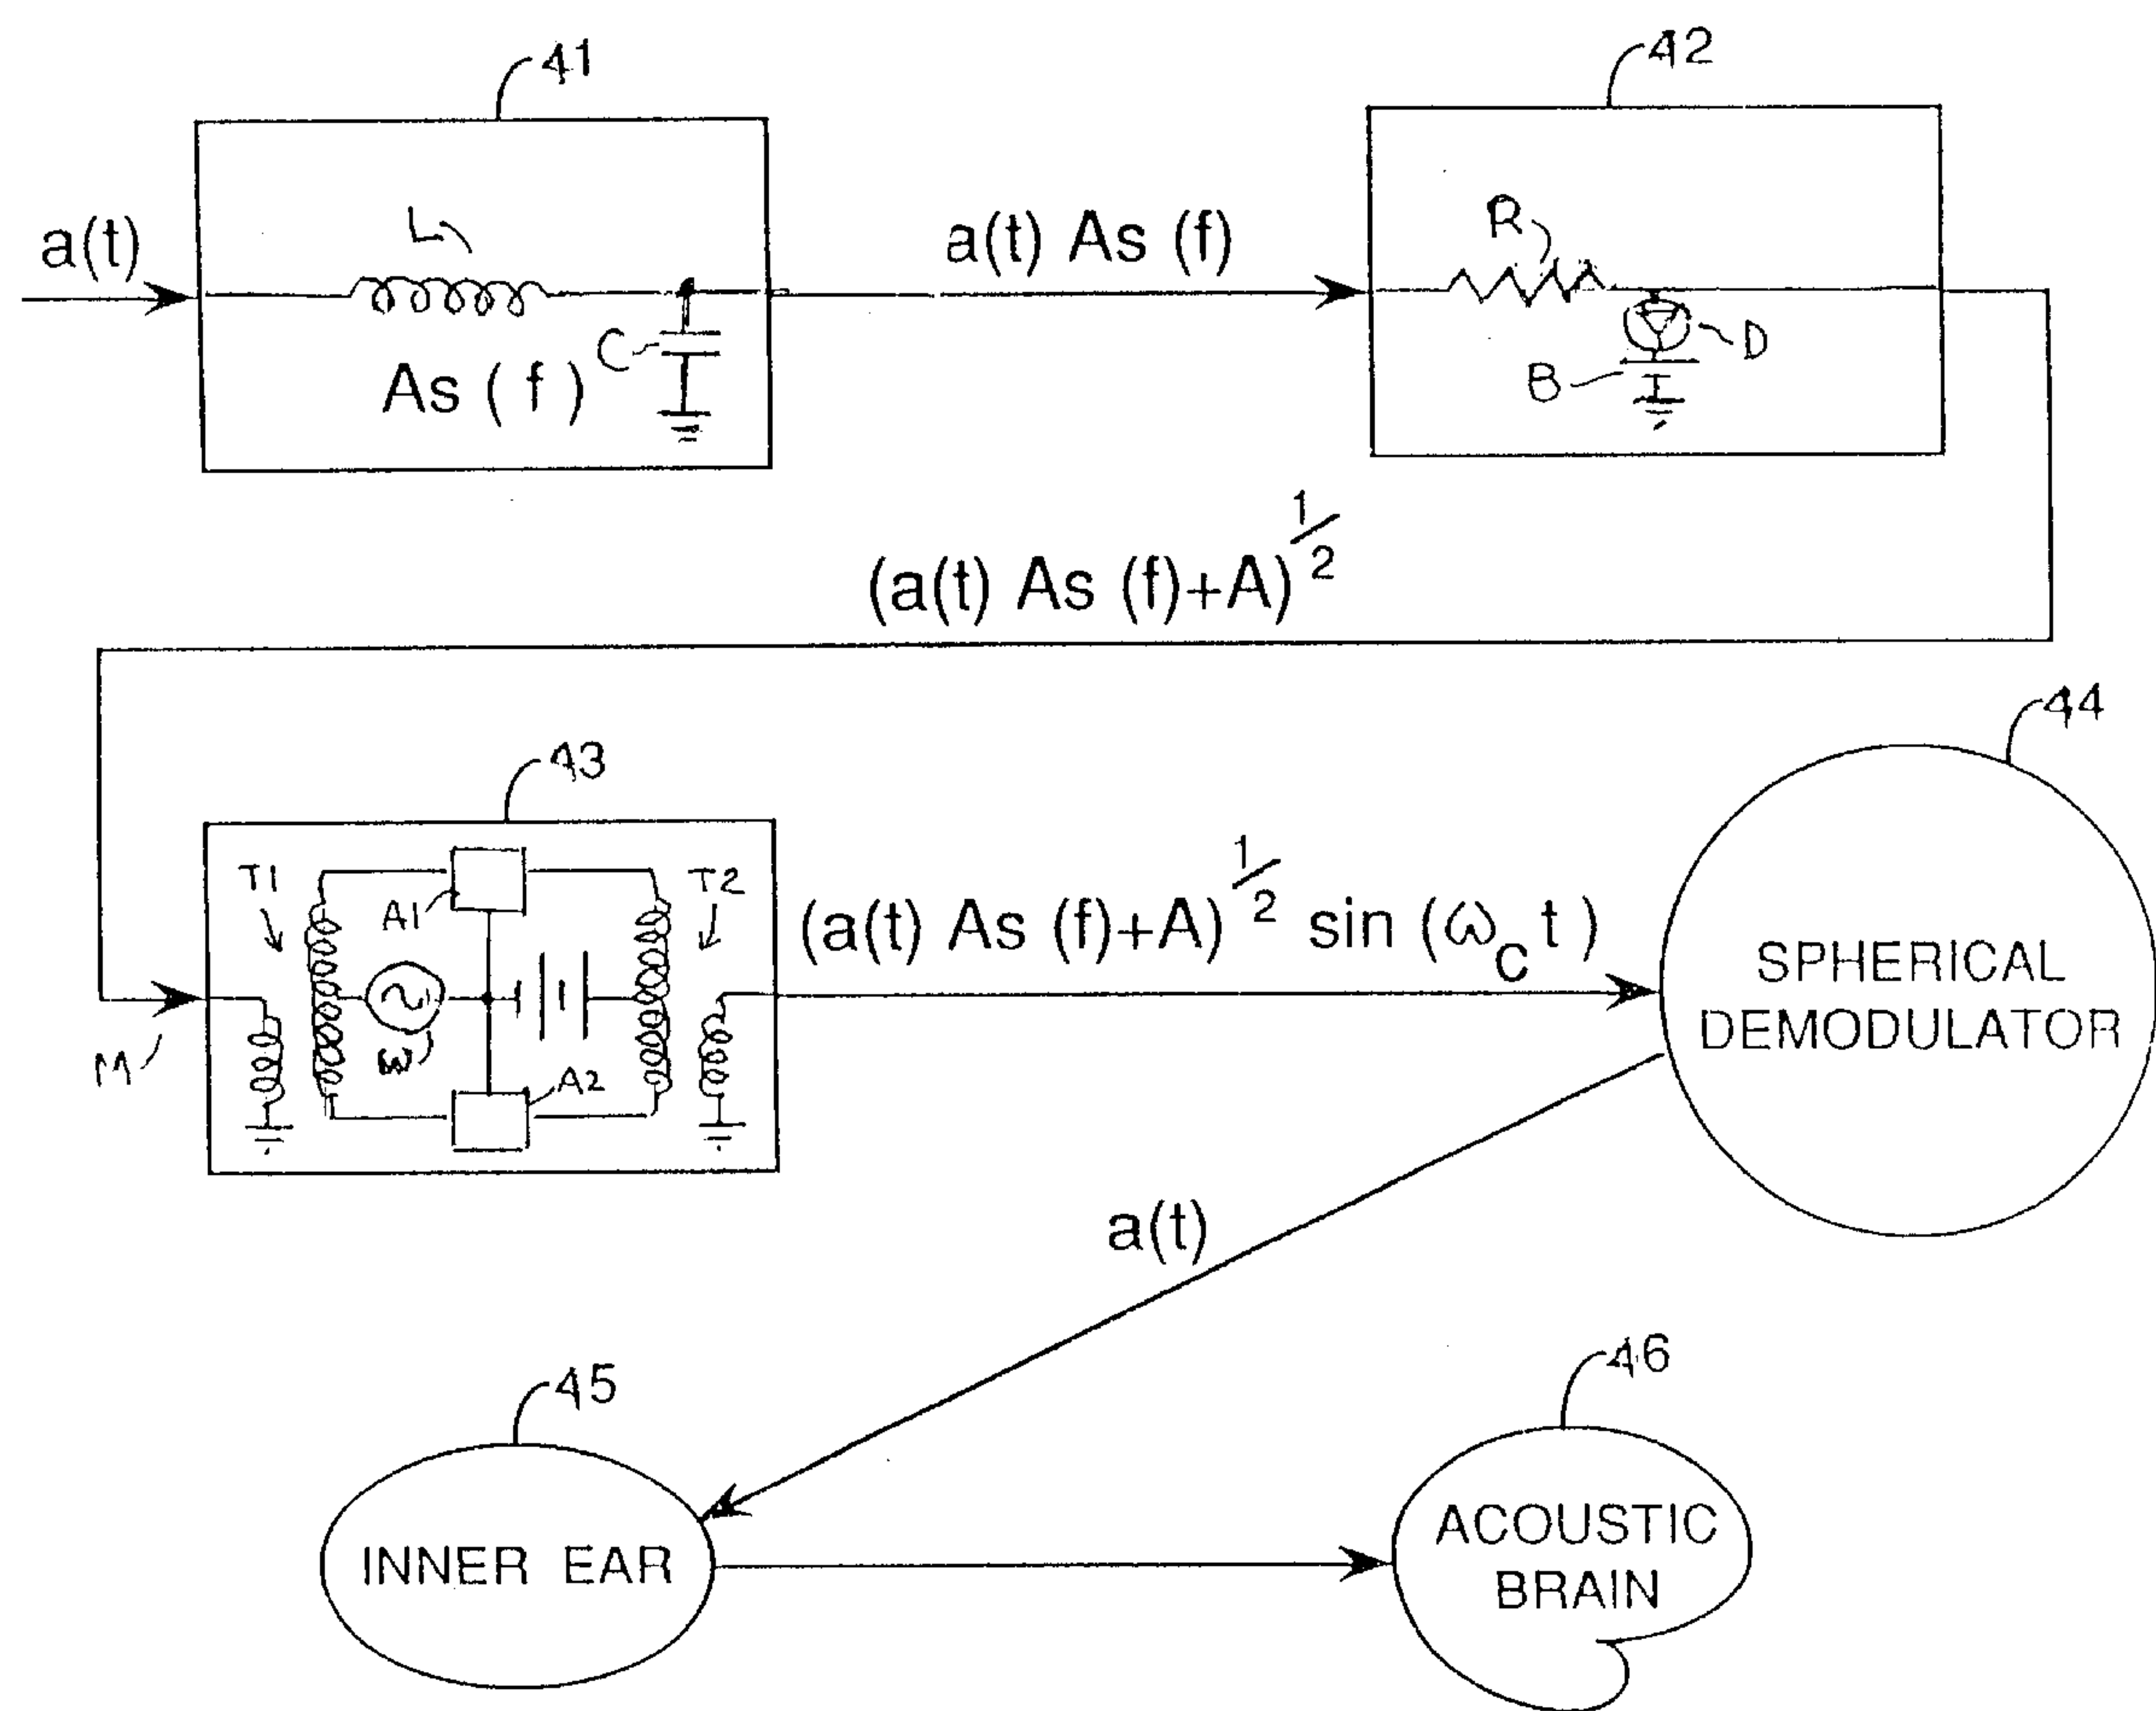 41
42
a(t)
L
C
As (f)
a(t) As (f)
R
D
B
(a(t) As (f)+A)^1/2
43
44
T1
A1
T2
ω
A2
M
(a(t) As (f)+A)^1/2 sin (ω_c t)
SPHERICAL
DEMODULATOR
a(t)
45
46
INNER EAR
ACOUSTIC
BRAIN